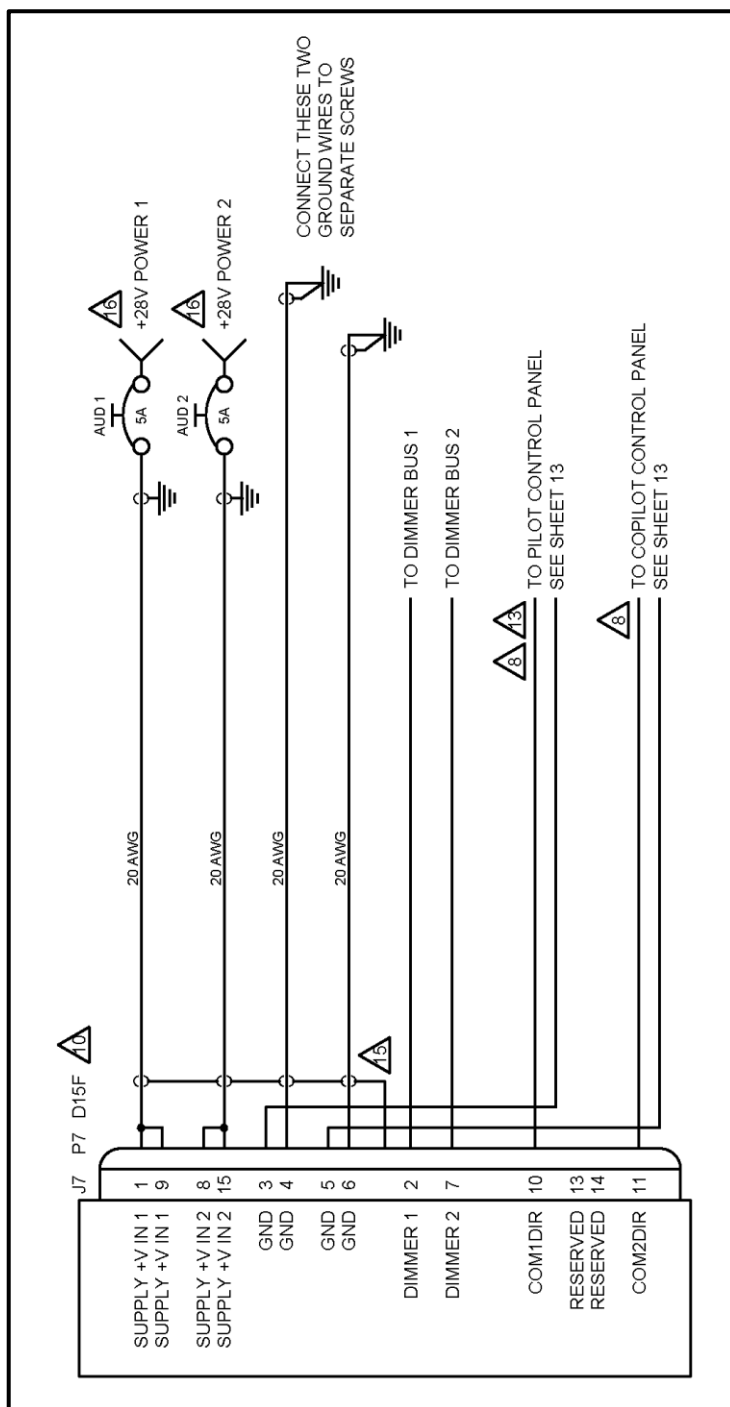 J7 P7 D15F
10
SUPPLY +V IN 1 1
SUPPLY +V IN 1 9
SUPPLY +V IN 2 8
SUPPLY +V IN 2 15
GND 3
GND 4
GND 5
GND 6
DIMMER 1 2
DIMMER 2 7
COM1DIR 10
RESERVED 13
RESERVED 14
COM2DIR 11
15
20 AWG
20 AWG
20 AWG
20 AWG
AUD 1
5A
16
+28V POWER 1
AUD 2
5A
16
+28V POWER 2
CONNECT THESE TWO
GROUND WIRES TO
SEPARATE SCREWS
TO DIMMER BUS 1
TO DIMMER BUS 2
8
13
TO PILOT CONTROL PANEL
SEE SHEET 13
8
TO COPILOT CONTROL PANEL
SEE SHEET 13